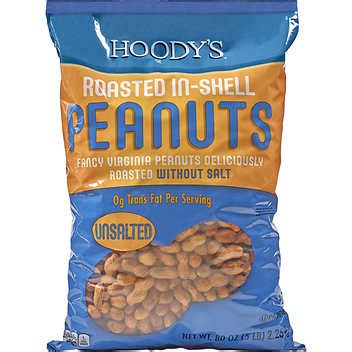 HOODY'S
ROASTED IN-SHELL
PEANUTS
FANCY VIRGINIA PEANUTS DELICIOUSLY
ROASTED WITHOUT SALT
0g Trans Fat Per Serving
UNSALTED
NET WT. 80 OZ (5 LB) 2.26